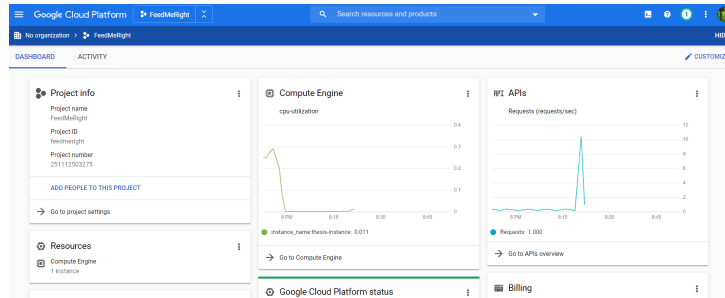 Google Cloud Platform
FeedMeRight
Search resources and products
1
No organization > FeedMeRight
HID
DASHBOARD
ACTIVITY
CUSTOMIZ
Project info
Project name
FeedMeRight
Project ID
feedmeright
Project number
251112503275
ADD PEOPLE TO THIS PROJECT
Go to project settings
Resources
Compute Engine
1 instance
Compute Engine
cpu-utilization
0.4
0.3
0.2
0.1
0
8 PM 8:15 8:30 8:45
instance_name:thesis-instance: 0.011
Go to Compute Engine
Google Cloud Platform status
API APIs
Requests (requests/sec)
12
10
8
6
4
2
0
8 PM 8:15 8:30 8:45
Requests: 1.000
Go to APIs overview
Billing